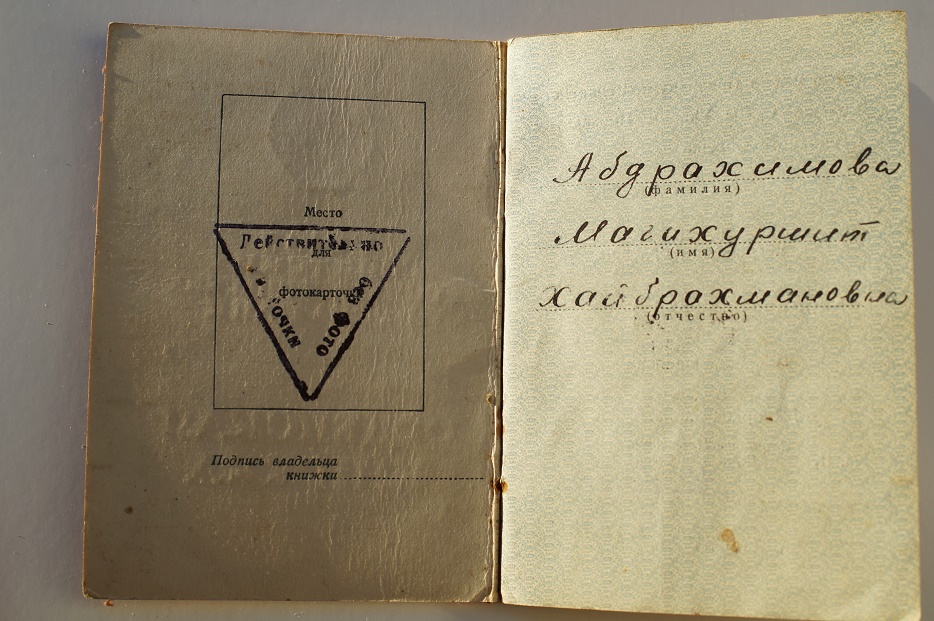 Место
Действительно
для
фотокарточки
без фото
Подпись владельца
книжки
Абдрахимова
(фамилия)
Магихуршит
(имя)
Хайбрахмановна
(отчество)